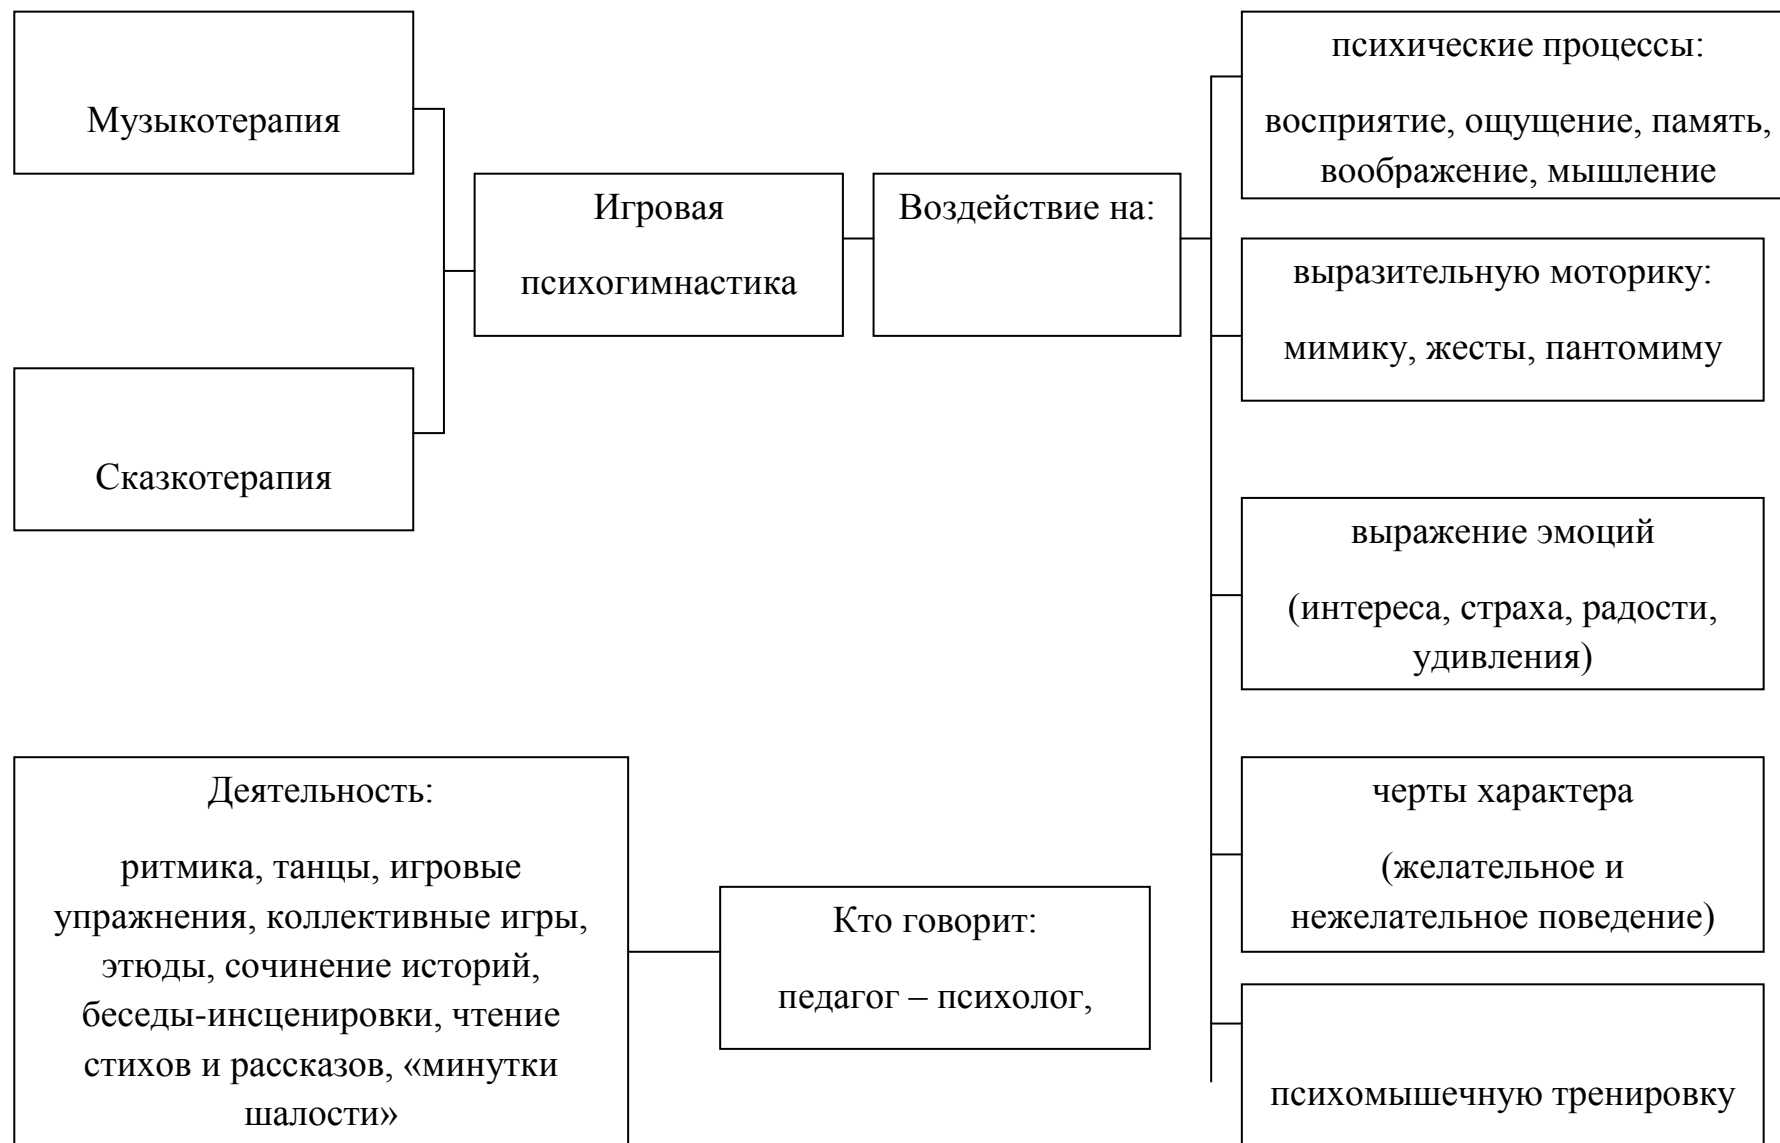 Музыкотерапия
Сказкотерапия
Игровая
психогимнастика
Воздействие на:
психические процессы:
восприятие, ощущение, память,
воображение, мышление
выразительную моторику:
мимику, жесты, пантомиму
выражение эмоций
(интереса, страха, радости,
удивления)
черты характера
(желательное и
нежелательное поведение)
психомышечную тренировку
Деятельность:
ритмика, танцы, игровые
упражнения, коллективные игры,
этюды, сочинение историй,
беседы-инсценировки, чтение
стихов и рассказов, «минутки
шалости»
Кто говорит:
педагог – психолог,